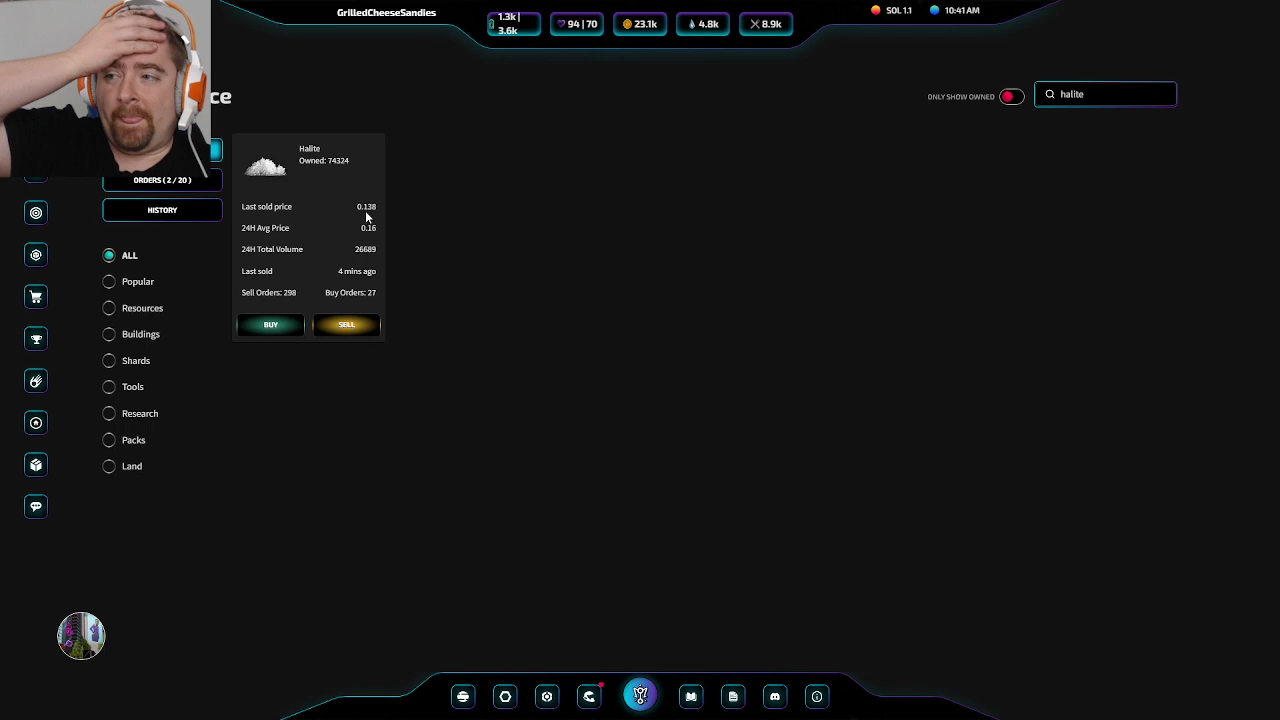 GrilledCheeseSandies
1.3k|
3.6k
94 | 70
23.1k
4.8k
8.9k
SOL 1.1
10:41 AM
ce
ONLY SHOW OWNED
halite
ORDERS ( 2 / 20 )
HISTORY
ALL
Popular
Resources
Buildings
Shards
Tools
Research
Packs
Land
Halite
Owned: 74324
Last sold price 0.138
24H Avg Price 0.16
24H Total Volume 26689
Last sold 4 mins ago
Sell Orders: 298 Buy Orders: 27
BUY SELL